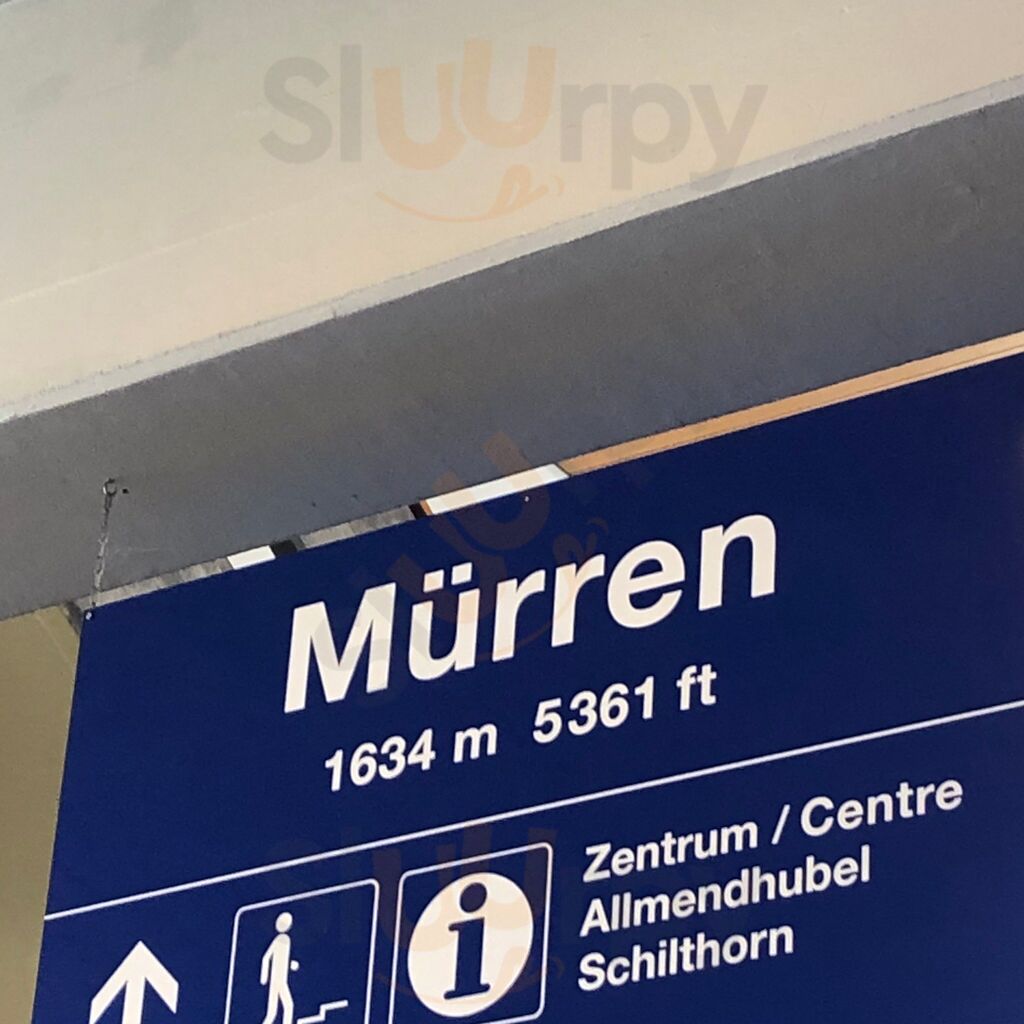 Sluurpy
Mürren
1634 m 5361 ft
Zentrum / Centre
Allmendhubel
Schilthorn
i